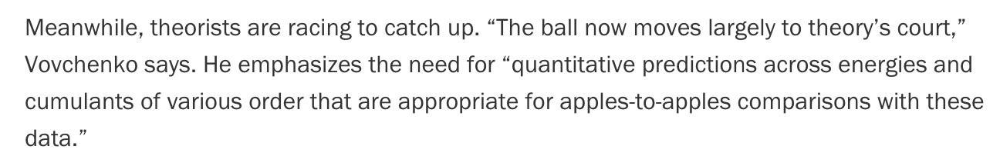 Meanwhile, theorists are racing to catch up. “The ball now moves largely to theory’s court,”
Vovchenko says. He emphasizes the need for “quantitative predictions across energies and
cumulants of various order that are appropriate for apples-to-apples comparisons with these
data.”